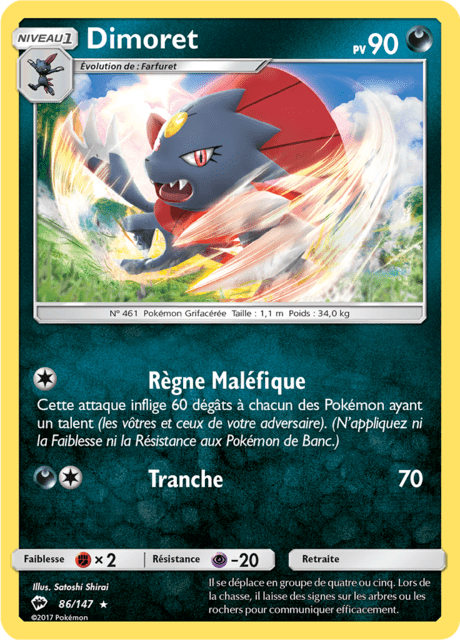 NIVEAU 1
Dimoret
PV 90
Évolution de : Farfuret
N° 461 Pokémon Grifacérée Taille : 1,1 m Poids : 34,0 kg
Règne Maléfique
Cette attaque inflige 60 dégâts à chacun des Pokémon ayant
un talent (les vôtres et ceux de votre adversaire). (N'appliquez ni
la Faiblesse ni la Résistance aux Pokémon de Banc.)
Tranche 70
Faiblesse ×2 Résistance -20 Retraite
Illus. Satoshi Shirai
86/147 ★
©2017 Pokémon
Il se déplace en groupe de quatre ou cinq. Lors de
la chasse, il laisse des signes sur les arbres ou les
rochers pour communiquer efficacement.